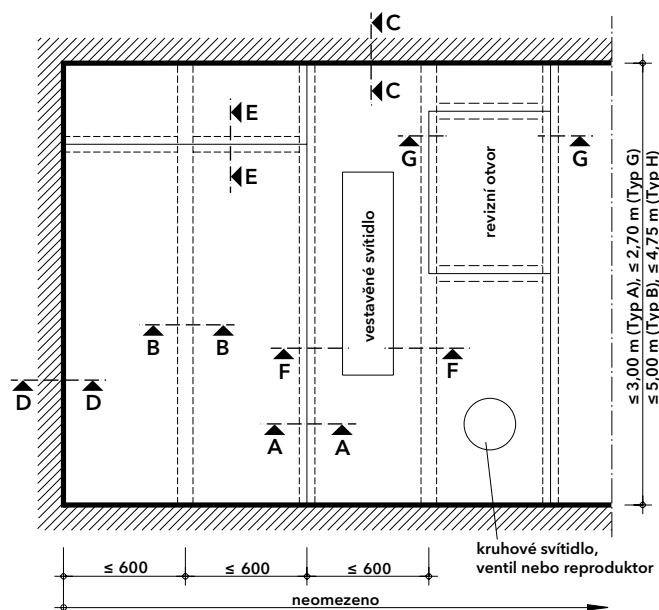 C
C
E
E
G
G
revizní otvor
vestavěné svítidlo
B
B
F
F
D
D
A
A
≤ 3,00 m (Typ A), ≤ 2,70 m (Typ G)
≤ 5,00 m (Typ B), ≤ 4,75 m (Typ H)
kruhové svítidlo,
ventil nebo reproduktor
≤ 600
≤ 600
≤ 600
neomezeno